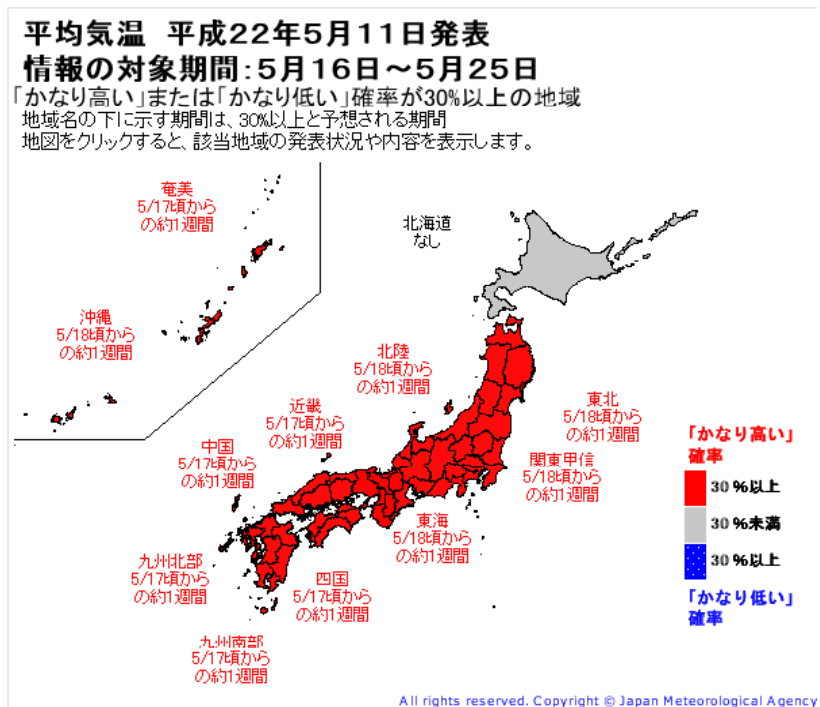 平均気温 平成22年5月11日発表
情報の対象期間:5月16日～5月25日
「かなり高い」または「かなり低い」確率が30%以上の地域
地域名の下に示す期間は、30%以上と予想される期間
地図をクリックすると、該当地域の発表状況や内容を表示します。
奄美
5/17頃から
の約1週間
北海道
なし
沖縄
5/18頃から
の約1週間
北陸
5/18頃から
の約1週間
近畿
5/17頃から
の約1週間
東北
5/18頃から
の約1週間
中国
5/17頃から
の約1週間
関東甲信
5/18頃から
の約1週間
東海
5/18頃から
の約1週間
九州北部
5/17頃から
の約1週間
四国
5/17頃から
の約1週間
九州南部
5/17頃から
の約1週間
「かなり高い」
確率
30%以上
30%未満
30%以上
「かなり低い」
確率
All rights reserved. Copyright © Japan Meteorological Agency